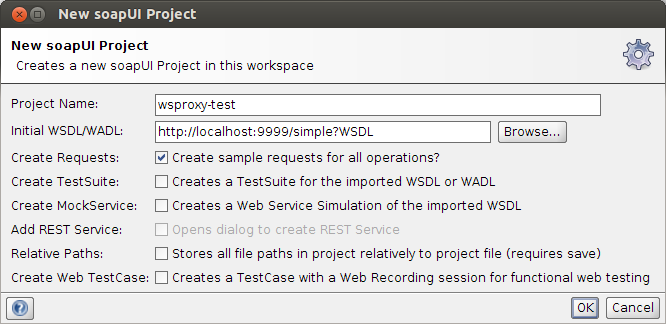 New soapUI Project
New soapUI Project
Creates a new soapUI Project in this workspace
Project Name: wsproxy-test
Initial WSDL/WADL: http://localhost:9999/simple?WSDL Browse...
Create Requests: Create sample requests for all operations?
Create TestSuite: Creates a TestSuite for the imported WSDL or WADL
Create MockService: Creates a Web Service Simulation of the imported WSDL
Add REST Service: Opens dialog to create REST Service
Relative Paths: Stores all file paths in project relatively to project file (requires save)
Create Web TestCase: Creates a TestCase with a Web Recording session for functional web testing
? OK Cancel